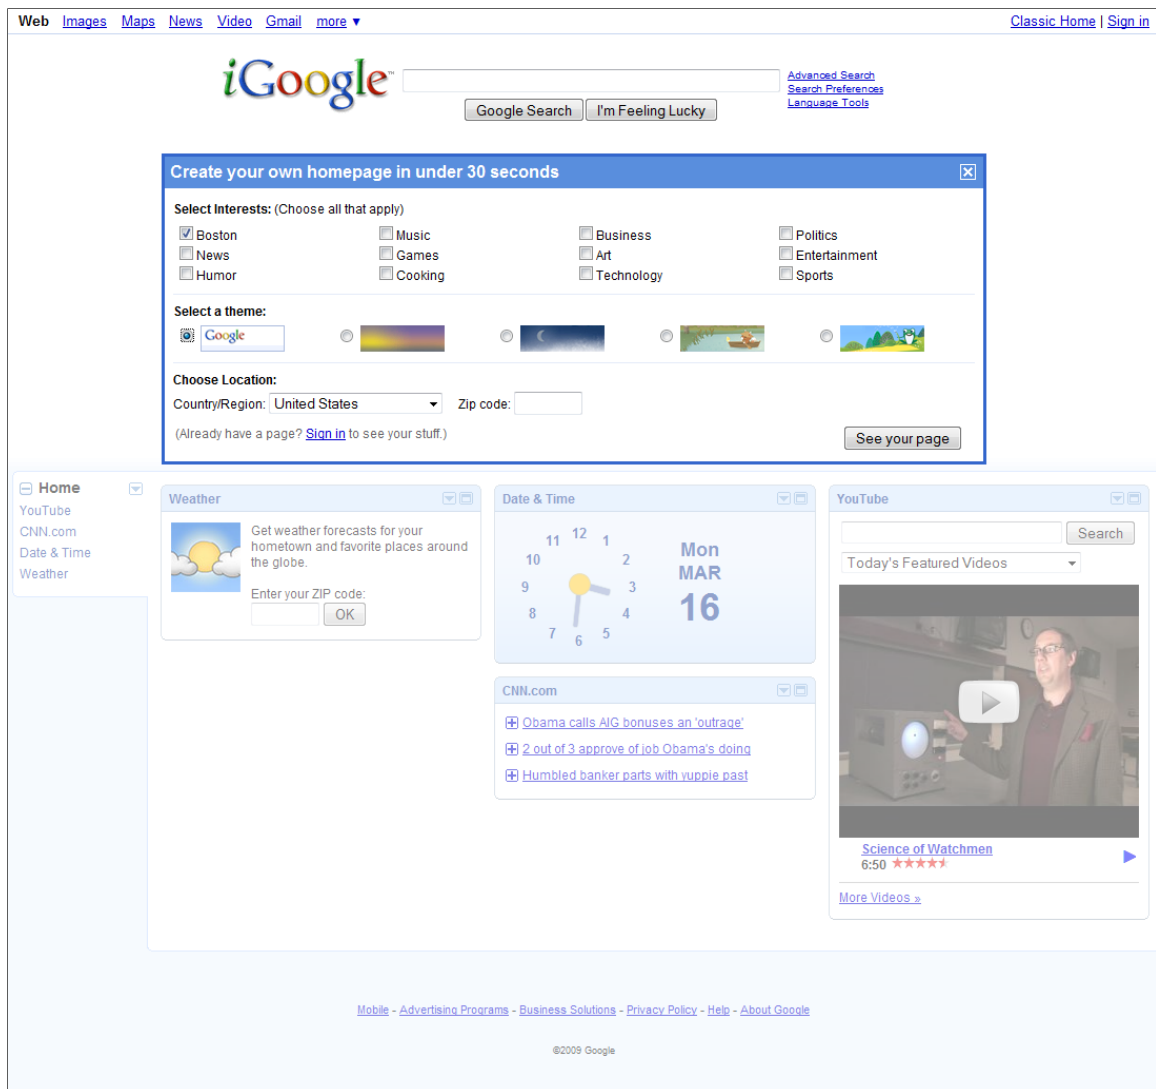 Web Images Maps News Video Gmail more ▼ Classic Home | Sign in
iGoogle™
Advanced Search
Search Preferences
Language Tools
Google Search I'm Feeling Lucky
Create your own homepage in under 30 seconds
Select Interests: (Choose all that apply)
Boston Music Business Politics
News Games Art Entertainment
Humor Cooking Technology Sports
Select a theme:
Google
Choose Location:
Country/Region: United States Zip code:
(Already have a page? Sign in to see your stuff.)
See your page
Home
YouTube
CNN.com
Date & Time
Weather
Weather
Get weather forecasts for your
hometown and favorite places around
the globe.
Enter your ZIP code:
OK
Date & Time
12
1
2
3
4
5
6
7
8
9
10
11
Mon
MAR
16
CNN.com
Obama calls AIG bonuses an 'outrage'
2 out of 3 approve of job Obama's doing
Humbled banker parts with yuppie past
YouTube
Search
Today's Featured Videos
Science of Watchmen
6:50
More Videos »
Mobile - Advertising Programs - Business Solutions - Privacy Policy - Help - About Google
©2009 Google